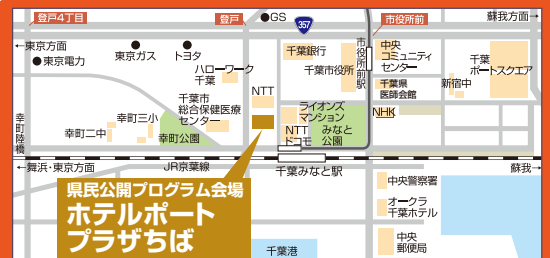 登戸4丁目
登戸
●GS
357
市役所前
蘇我方面→
←東京方面
●東京電力
東京ガス
トヨタ
ハローワーク
千葉
千葉銀行
千葉市役所
市役所前駅
中央
コミュニティ
センター
千葉
ポートスクエア
千葉県
医師会館
新宿中
NTT
千葉市
総合保健医療
センター
ライオンズ
マンション
NHK
幸町陸橋
幸町二中
幸町三小
幸町公園
NTT
ドコモ
みなと
公園
←舞浜・東京方面
JR京葉線
千葉みなと駅
蘇我→
県民公開プログラム会場
ホテルポート
プラザちば
中央警察署
オークラ
千葉ホテル
中央
郵便局
千葉港